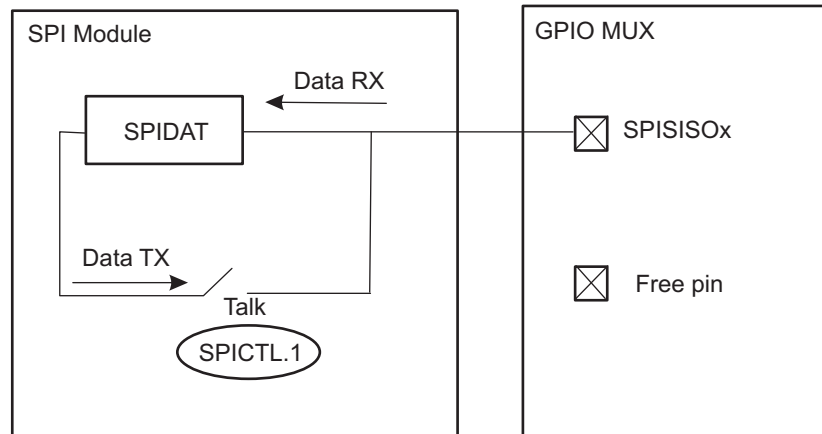 SPI Module
GPIO MUX
Data RX
SPIDAT
SPISISOx
Data TX
Free pin
Talk
SPICTL.1